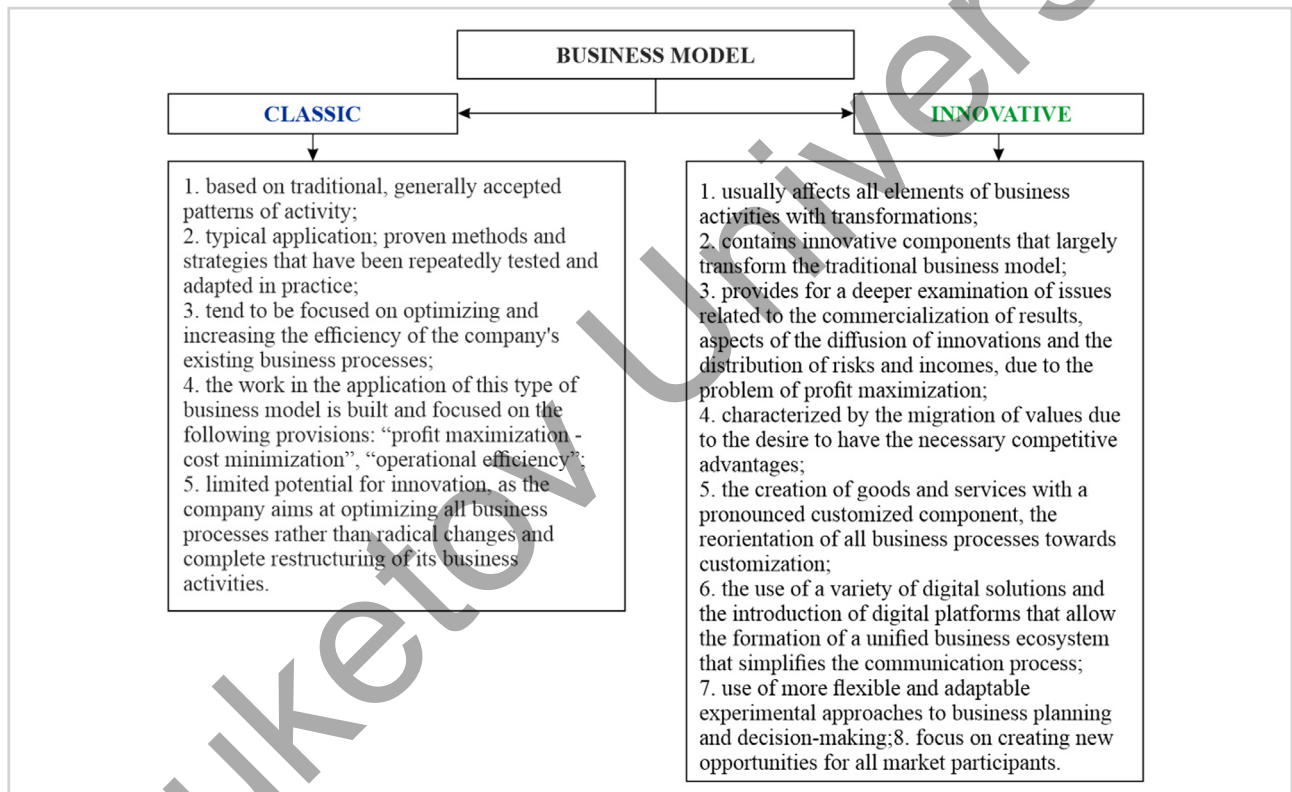 BUSINESS MODEL
CLASSIC
INNOVATIVE
1. based on traditional, generally accepted
patterns of activity;
2. typical application; proven methods and
strategies that have been repeatedly tested and
adapted in practice;
3. tend to be focused on optimizing and
increasing the efficiency of the company's
existing business processes;
4. the work in the application of this type of
business model is built and focused on the
following provisions: “profit maximization -
cost minimization”, “operational efficiency”;
5. limited potential for innovation, as the
company aims at optimizing all business
processes rather than radical changes and
complete restructuring of its business
activities.
1. usually affects all elements of business
activities with transformations;
2. contains innovative components that largely
transform the traditional business model;
3. provides for a deeper examination of issues
related to the commercialization of results,
aspects of the diffusion of innovations and the
distribution of risks and incomes, due to the
problem of profit maximization;
4. characterized by the migration of values due
to the desire to have the necessary competitive
advantages;
5. the creation of goods and services with a
pronounced customized component, the
reorientation of all business processes towards
customization;
6. the use of a variety of digital solutions and
the introduction of digital platforms that allow
the formation of a unified business ecosystem
that simplifies the communication process;
7. use of more flexible and adaptable
experimental approaches to business planning
and decision-making;8. focus on creating new
opportunities for all market participants.
uketov Univers